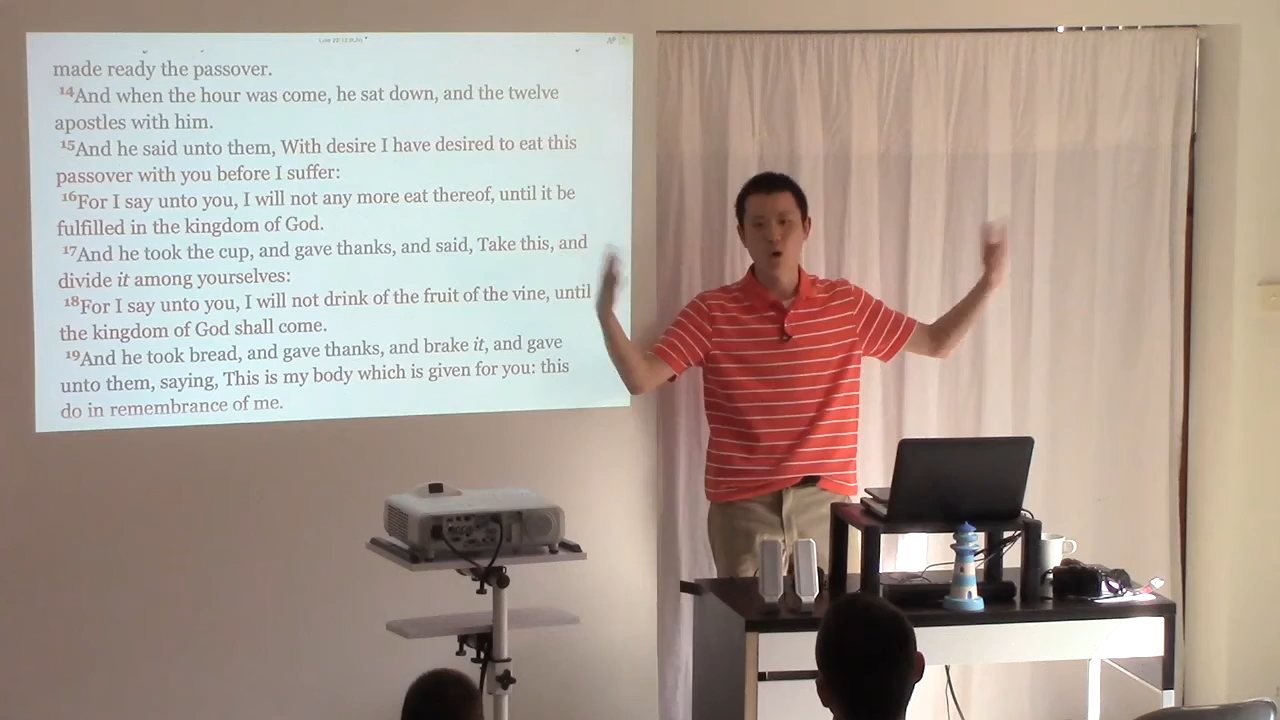 made ready the passover.
¹⁴And when the hour was come, he sat down, and the twelve
apostles with him.
¹⁵And he said unto them, With desire I have desired to eat this
passover with you before I suffer:
¹⁶For I say unto you, I will not any more eat thereof, until it be
fulfilled in the kingdom of God.
¹⁷And he took the cup, and gave thanks, and said, Take this, and
divide it among yourselves:
¹⁸For I say unto you, I will not drink of the fruit of the vine, until
the kingdom of God shall come.
¹⁹And he took bread, and gave thanks, and brake it, and gave
unto them, saying, This is my body which is given for you: this
do in remembrance of me.